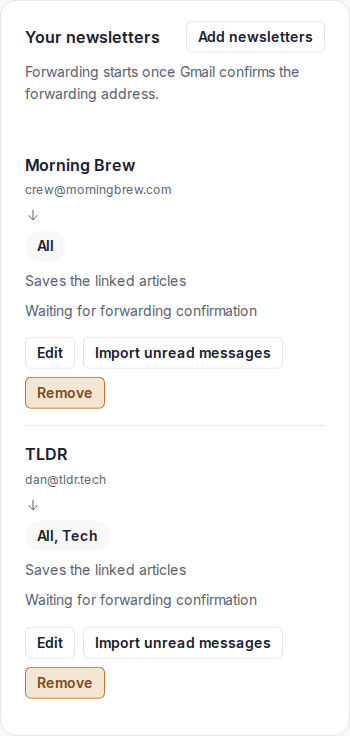 Your newsletters
Add newsletters
Forwarding starts once Gmail confirms the
forwarding address.
Morning Brew
crew@morningbrew.com
↓
All
Saves the linked articles
Waiting for forwarding confirmation
Edit
Import unread messages
Remove
TLDR
dan@tldr.tech
↓
All, Tech
Saves the linked articles
Waiting for forwarding confirmation
Edit
Import unread messages
Remove